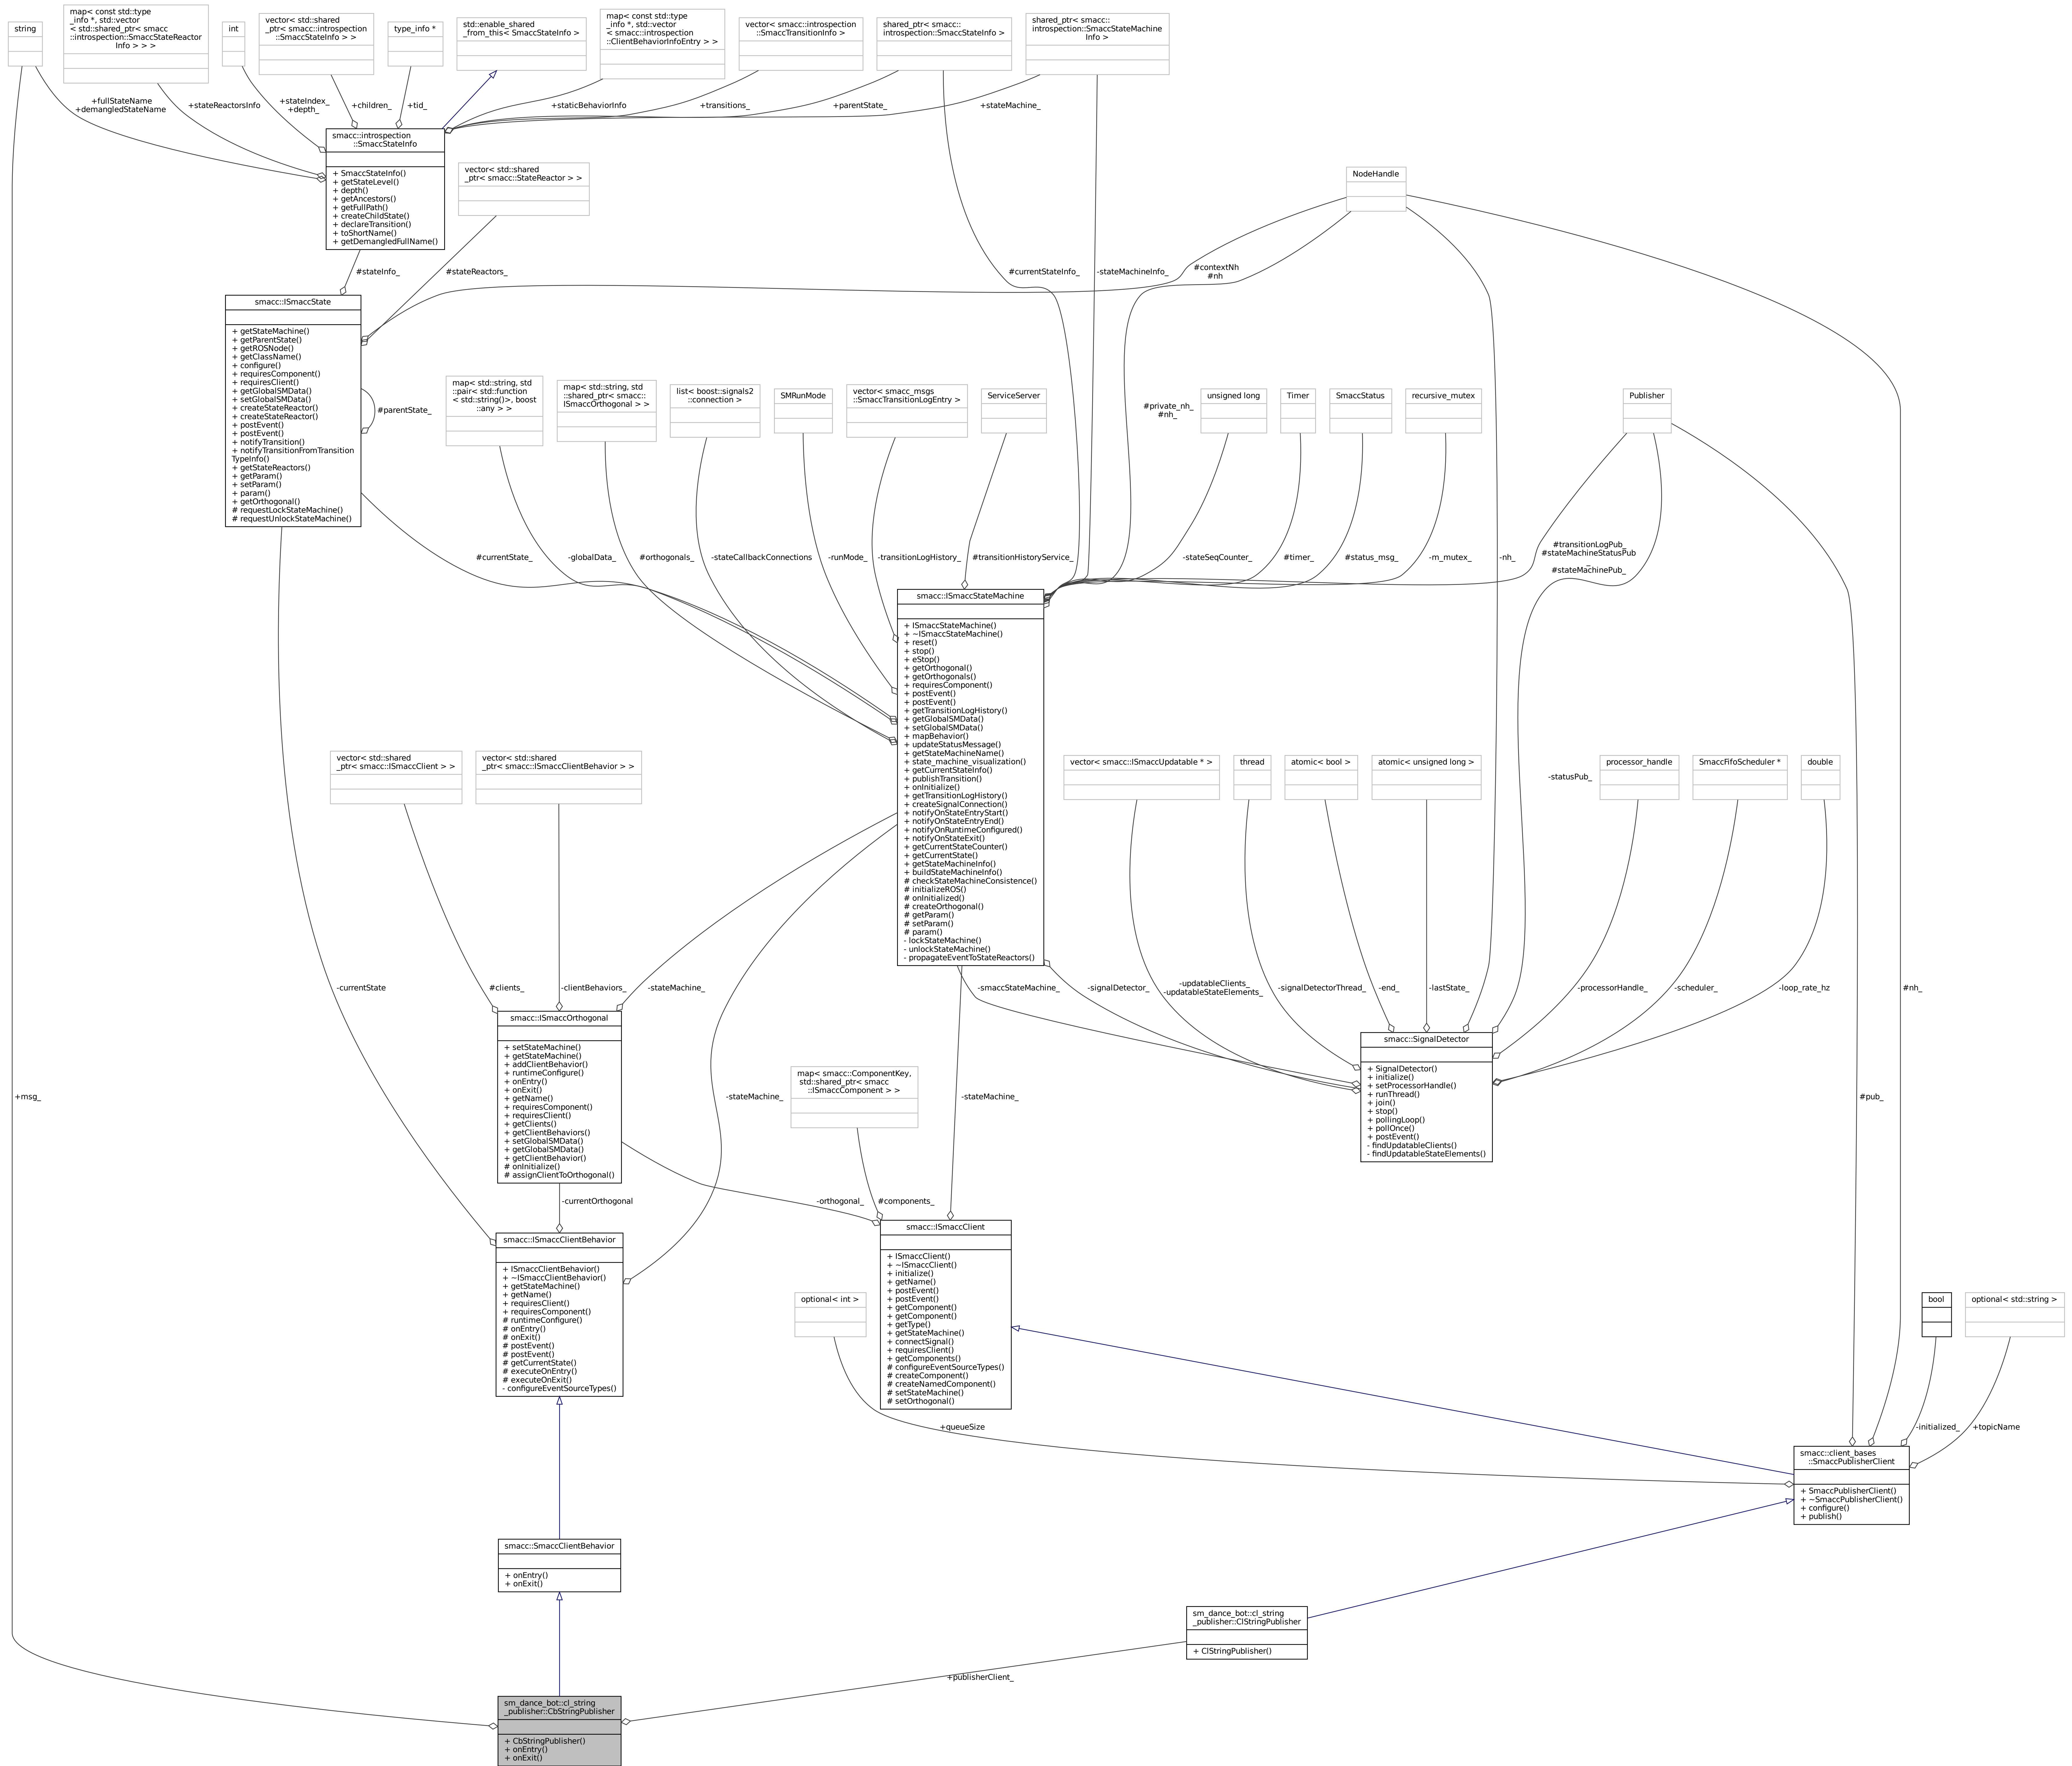 string
map< const std::type
_info *, std::vector
< std::shared_ptr< smacc
::introspection::SmaccStateReactor
Info > > >
int
vector< std::shared
_ptr< smacc::introspection
::SmaccStateInfo > >
type_info *
std::enable_shared
_from_this< SmaccStateInfo >
map< const std::type
_info *, std::vector
< smacc::introspection
::ClientBehaviorInfoEntry > >
vector< smacc::introspection
::SmaccTransitionInfo >
shared_ptr< smacc::
introspection::SmaccStateInfo >
shared_ptr< smacc::
introspection::SmaccStateMachine
Info >
+fullStateName
+demangledStateName
+stateReactorsInfo
+stateIndex_
+depth_
+children_
+tid_
+staticBehaviorInfo
+transitions_
+parentState_
+stateMachine_
smacc::introspection
::SmaccStateInfo
+ SmaccStateInfo()
+ getStateLevel()
+ depth()
+ getAncestors()
+ getFullPath()
+ createChildState()
+ declareTransition()
+ toShortName()
+ getDemangledFullName()
vector< std::shared
_ptr< smacc::StateReactor > >
NodeHandle
#stateInfo_
#stateReactors_
#currentStateInfo_
-stateMachineInfo_
#contextNh
#nh
smacc::ISmaccState
+ getStateMachine()
+ getParentState()
+ getROSNode()
+ getClassName()
+ configure()
+ requiresComponent()
+ requiresClient()
+ getGlobalSMData()
+ setGlobalSMData()
+ createStateReactor()
+ createStateReactor()
+ postEvent()
+ postEvent()
+ notifyTransition()
+ notifyTransitionFromTransition
TypeInfo()
+ getStateReactors()
+ getParam()
+ setParam()
+ param()
+ getOrthogonal()
# requestLockStateMachine()
# requestUnlockStateMachine()
#parentState_
map< std::string, std
::pair< std::function
< std::string()>, boost
::any > >
map< std::string, std
::shared_ptr< smacc::
ISmaccOrthogonal > >
list< boost::signals2
::connection >
SMRunMode
vector< smacc_msgs
::SmaccTransitionLogEntry >
ServiceServer
#private_nh_
#nh_
unsigned long
Timer
SmaccStatus
recursive_mutex
Publisher
#currentState_
-globalData_
#orthogonals_
-stateCallbackConnections
-runMode_
-transitionLogHistory_
#transitionHistoryService_
-stateSeqCounter_
#timer_
#status_msg_
-m_mutex_
-nh_
#transitionLogPub_
#stateMachineStatusPub
_
#stateMachinePub_
smacc::ISmaccStateMachine
+ ISmaccStateMachine()
+ ~ISmaccStateMachine()
+ reset()
+ stop()
+ eStop()
+ getOrthogonal()
+ getOrthogonals()
+ requiresComponent()
+ postEvent()
+ postEvent()
+ getTransitionLogHistory()
+ getGlobalSMData()
+ setGlobalSMData()
+ mapBehavior()
+ updateStatusMessage()
+ getStateMachineName()
+ state_machine_visualization()
+ getCurrentStateInfo()
+ publishTransition()
+ onInitialize()
+ getTransitionLogHistory()
+ createSignalConnection()
+ notifyOnStateEntryStart()
+ notifyOnStateEntryEnd()
+ notifyOnRuntimeConfigured()
+ notifyOnStateExit()
+ getCurrentStateCounter()
+ getCurrentState()
+ getStateMachineInfo()
+ buildStateMachineInfo()
# checkStateMachineConsistence()
# initializeROS()
# onInitialized()
# createOrthogonal()
# getParam()
# setParam()
# param()
- lockStateMachine()
- unlockStateMachine()
- propagateEventToStateReactors()
vector< std::shared
_ptr< smacc::ISmaccClient > >
vector< std::shared
_ptr< smacc::ISmaccClientBehavior > >
vector< smacc::ISmaccUpdatable * >
thread
atomic< bool >
atomic< unsigned long >
-statusPub_
processor_handle
SmaccFifoScheduler *
double
-currentState
#clients_
-clientBehaviors_
-stateMachine_
-smaccStateMachine_
-signalDetector_
-updatableClients_
-updatableStateElements_
-signalDetectorThread_
-end_
-lastState_
-processorHandle_
-scheduler_
-loop_rate_hz
#nh_
smacc::ISmaccOrthogonal
+ setStateMachine()
+ getStateMachine()
+ addClientBehavior()
+ runtimeConfigure()
+ onEntry()
+ onExit()
+ getName()
+ requiresComponent()
+ requiresClient()
+ getClients()
+ getClientBehaviors()
+ setGlobalSMData()
+ getGlobalSMData()
+ getClientBehavior()
# onInitialize()
# assignClientToOrthogonal()
smacc::SignalDetector
+ SignalDetector()
+ initialize()
+ setProcessorHandle()
+ runThread()
+ join()
+ stop()
+ pollingLoop()
+ pollOnce()
+ postEvent()
- findUpdatableClients()
- findUpdatableStateElements()
map< smacc::ComponentKey,
std::shared_ptr< smacc
::ISmaccComponent > >
+msg_
-stateMachine_
-stateMachine_
#pub_
-currentOrthogonal
-orthogonal_
#components_
smacc::ISmaccClientBehavior
+ ISmaccClientBehavior()
+ ~ISmaccClientBehavior()
+ getStateMachine()
+ getName()
+ requiresClient()
+ requiresComponent()
# runtimeConfigure()
# onEntry()
# onExit()
# postEvent()
# postEvent()
# getCurrentState()
# executeOnEntry()
# executeOnExit()
- configureEventSourceTypes()
smacc::ISmaccClient
+ ISmaccClient()
+ ~ISmaccClient()
+ initialize()
+ getName()
+ postEvent()
+ postEvent()
+ getComponent()
+ getComponent()
+ getType()
+ getStateMachine()
+ connectSignal()
+ requiresClient()
+ getComponents()
# configureEventSourceTypes()
# createComponent()
# createNamedComponent()
# setStateMachine()
# setOrthogonal()
optional< int >
bool
optional< std::string >
+queueSize
-initialized_
+topicName
smacc::client_bases
::SmaccPublisherClient
+ SmaccPublisherClient()
+ ~SmaccPublisherClient()
+ configure()
+ publish()
smacc::SmaccClientBehavior
+ onEntry()
+ onExit()
sm_dance_bot::cl_string
_publisher::ClStringPublisher
+ ClStringPublisher()
+publisherClient_
sm_dance_bot::cl_string
_publisher::CbStringPublisher
+ CbStringPublisher()
+ onEntry()
+ onExit()